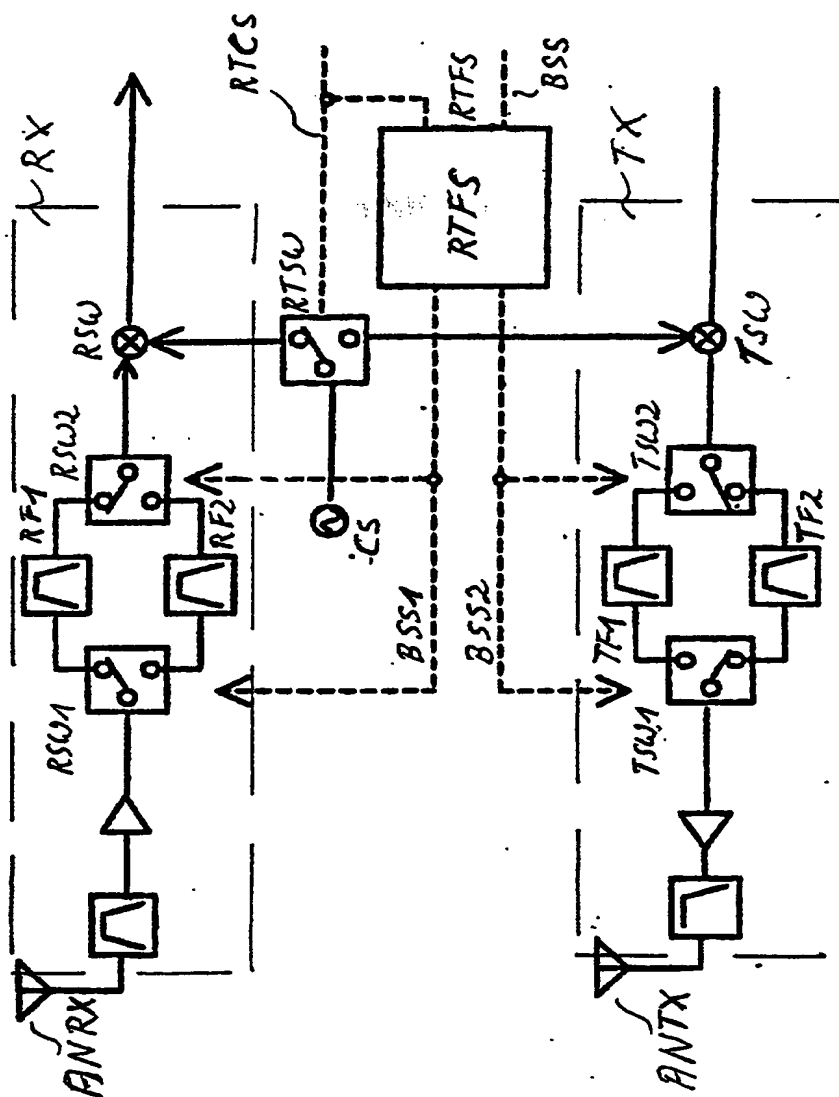 RX
RTCS
RSW
RTSW
RTFS
BSS
RTFS
TX
TSW
RF1
RSW2
RF2
CS
BSS1
BSS2
TSW2
TF1
TF2
RSW1
TSW1
ANRX
ANTX